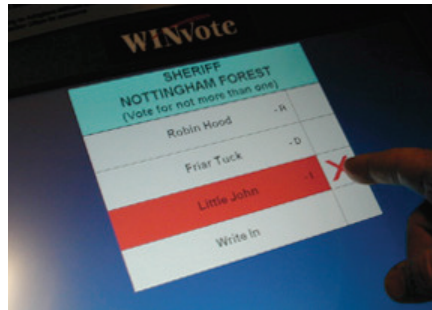 WINvote
SHERIFF
NOTTINGHAM FOREST
(Vote for not more than one)
Robin Hood - R
Friar Tuck - D
Little John - I
X
Write In